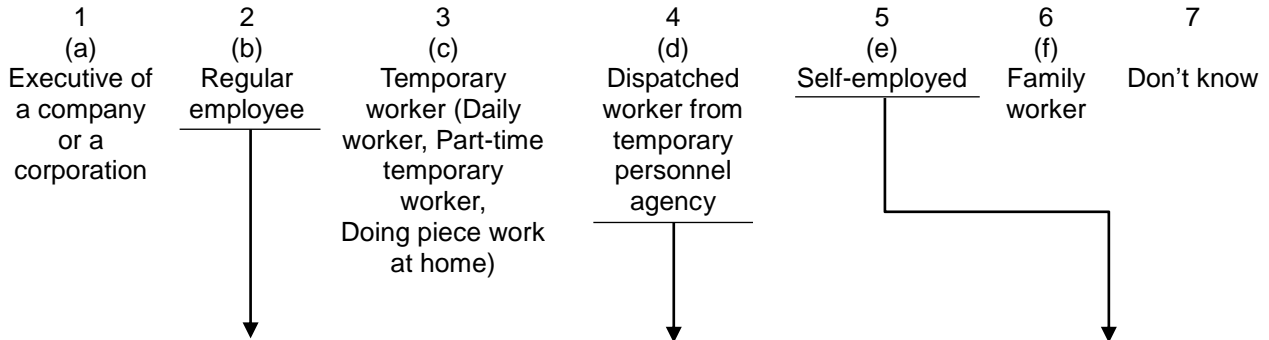 1 2 3 4 5 6 7
(a) (b) (c) (d) (e) (f)
Executive of a company or a corporation
Regular employee
Temporary worker (Daily worker, Part-time temporary worker, Doing piece work at home)
Dispatched worker from temporary personnel agency
Self-employed
Family worker
Don't know